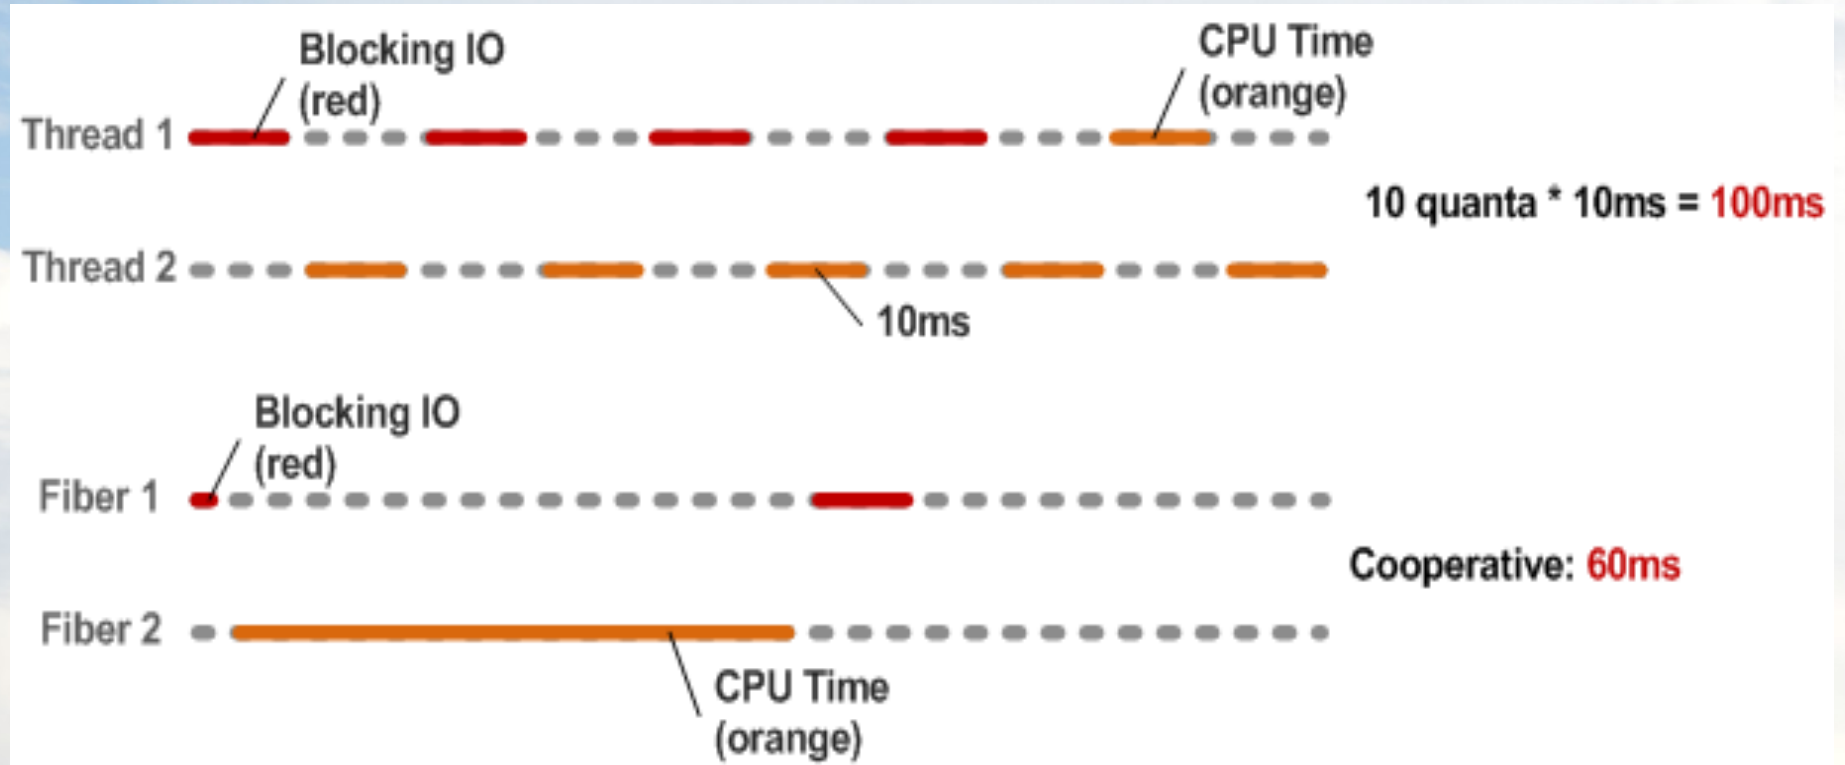 Blocking IO
(red)
CPU Time
(orange)
Thread 1
10 quanta * 10ms = 100ms
Thread 2
10ms
Blocking IO
(red)
Fiber 1
Cooperative: 60ms
Fiber 2
CPU Time
(orange)